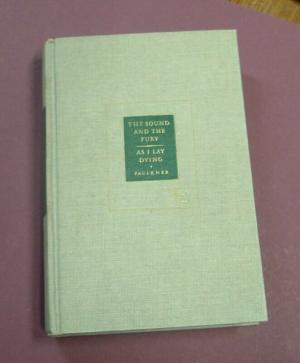 THE SOUND
AND THE
FURY
AS I LAY
DYING
FAULKNER